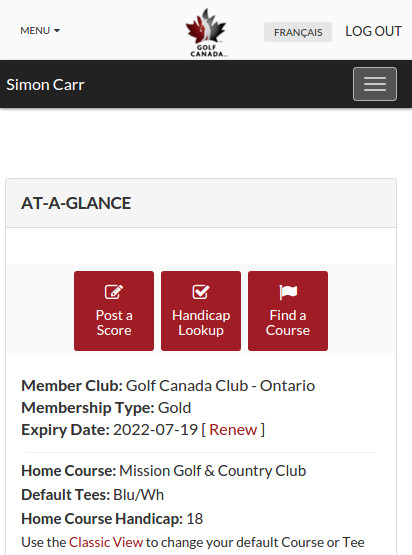 MENU
GOLF
CANADA
FRANÇAIS
LOG OUT
Simon Carr
AT-A-GLANCE
Post a
Score
Handicap
Lookup
Find a
Course
Member Club: Golf Canada Club - Ontario
Membership Type: Gold
Expiry Date: 2022-07-19 [ Renew ]
Home Course: Mission Golf & Country Club
Default Tees: Blu/Wh
Home Course Handicap: 18
Use the Classic View to change your default Course or Tee